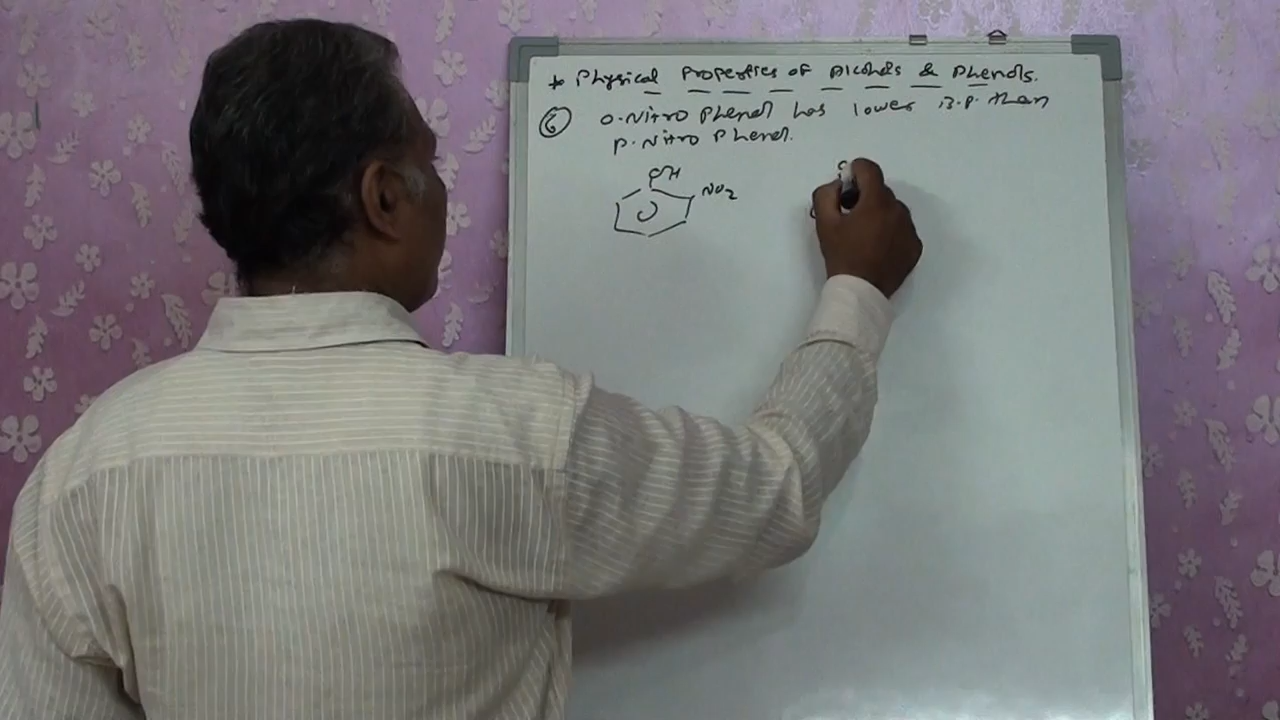 * Physical Properties of Alcohols & Phenols.
6 O-Nitro Phenol has lower B.P. than
P-Nitro Phenol.
OH
NO2